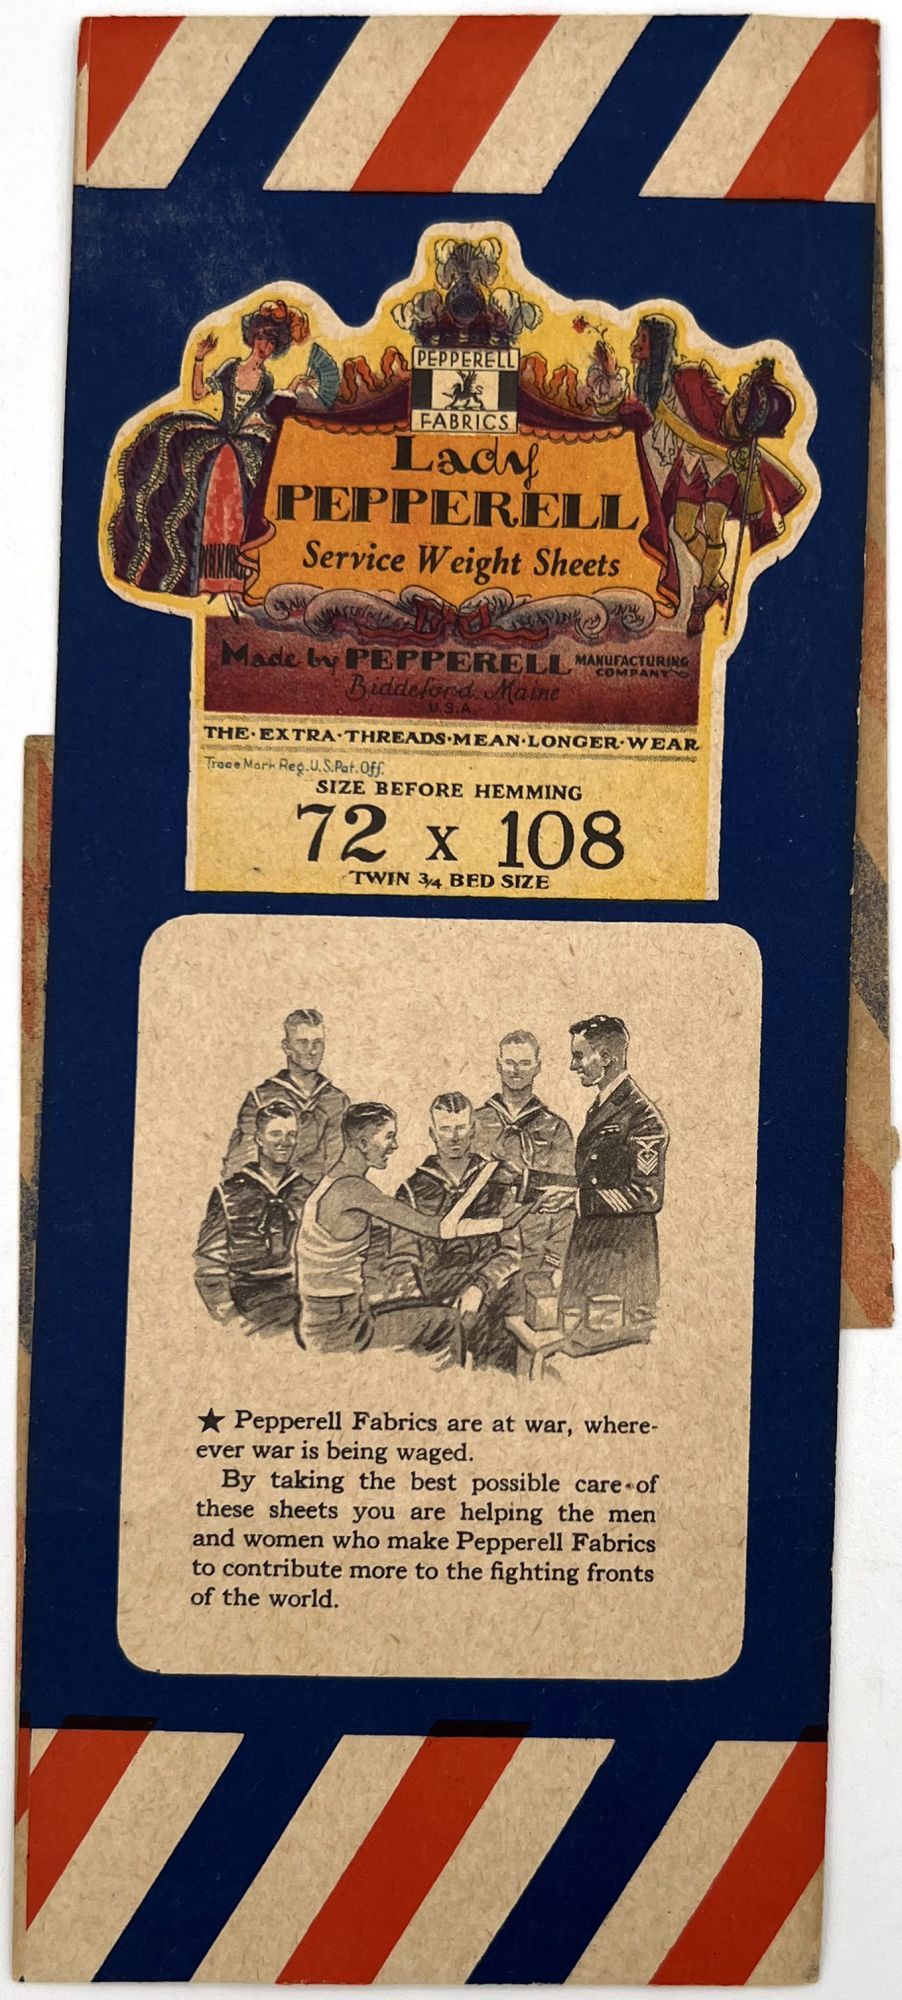 PEPPERELL
FABRICS
Lady
PEPPERELL
Service Weight Sheets
Made by PEPPERELL MANUFACTURING COMPANY
Biddeford, Maine
U.S.A.
THE·EXTRA·THREADS·MEAN·LONGER·WEAR
Trade Mark Reg. U.S. Pat. Off.
SIZE BEFORE HEMMING
72 x 108
TWIN 3/4 BED SIZE
★ Pepperell Fabrics are at war, where-
ever war is being waged.
By taking the best possible care of
these sheets you are helping the men
and women who make Pepperell Fabrics
to contribute more to the fighting fronts
of the world.